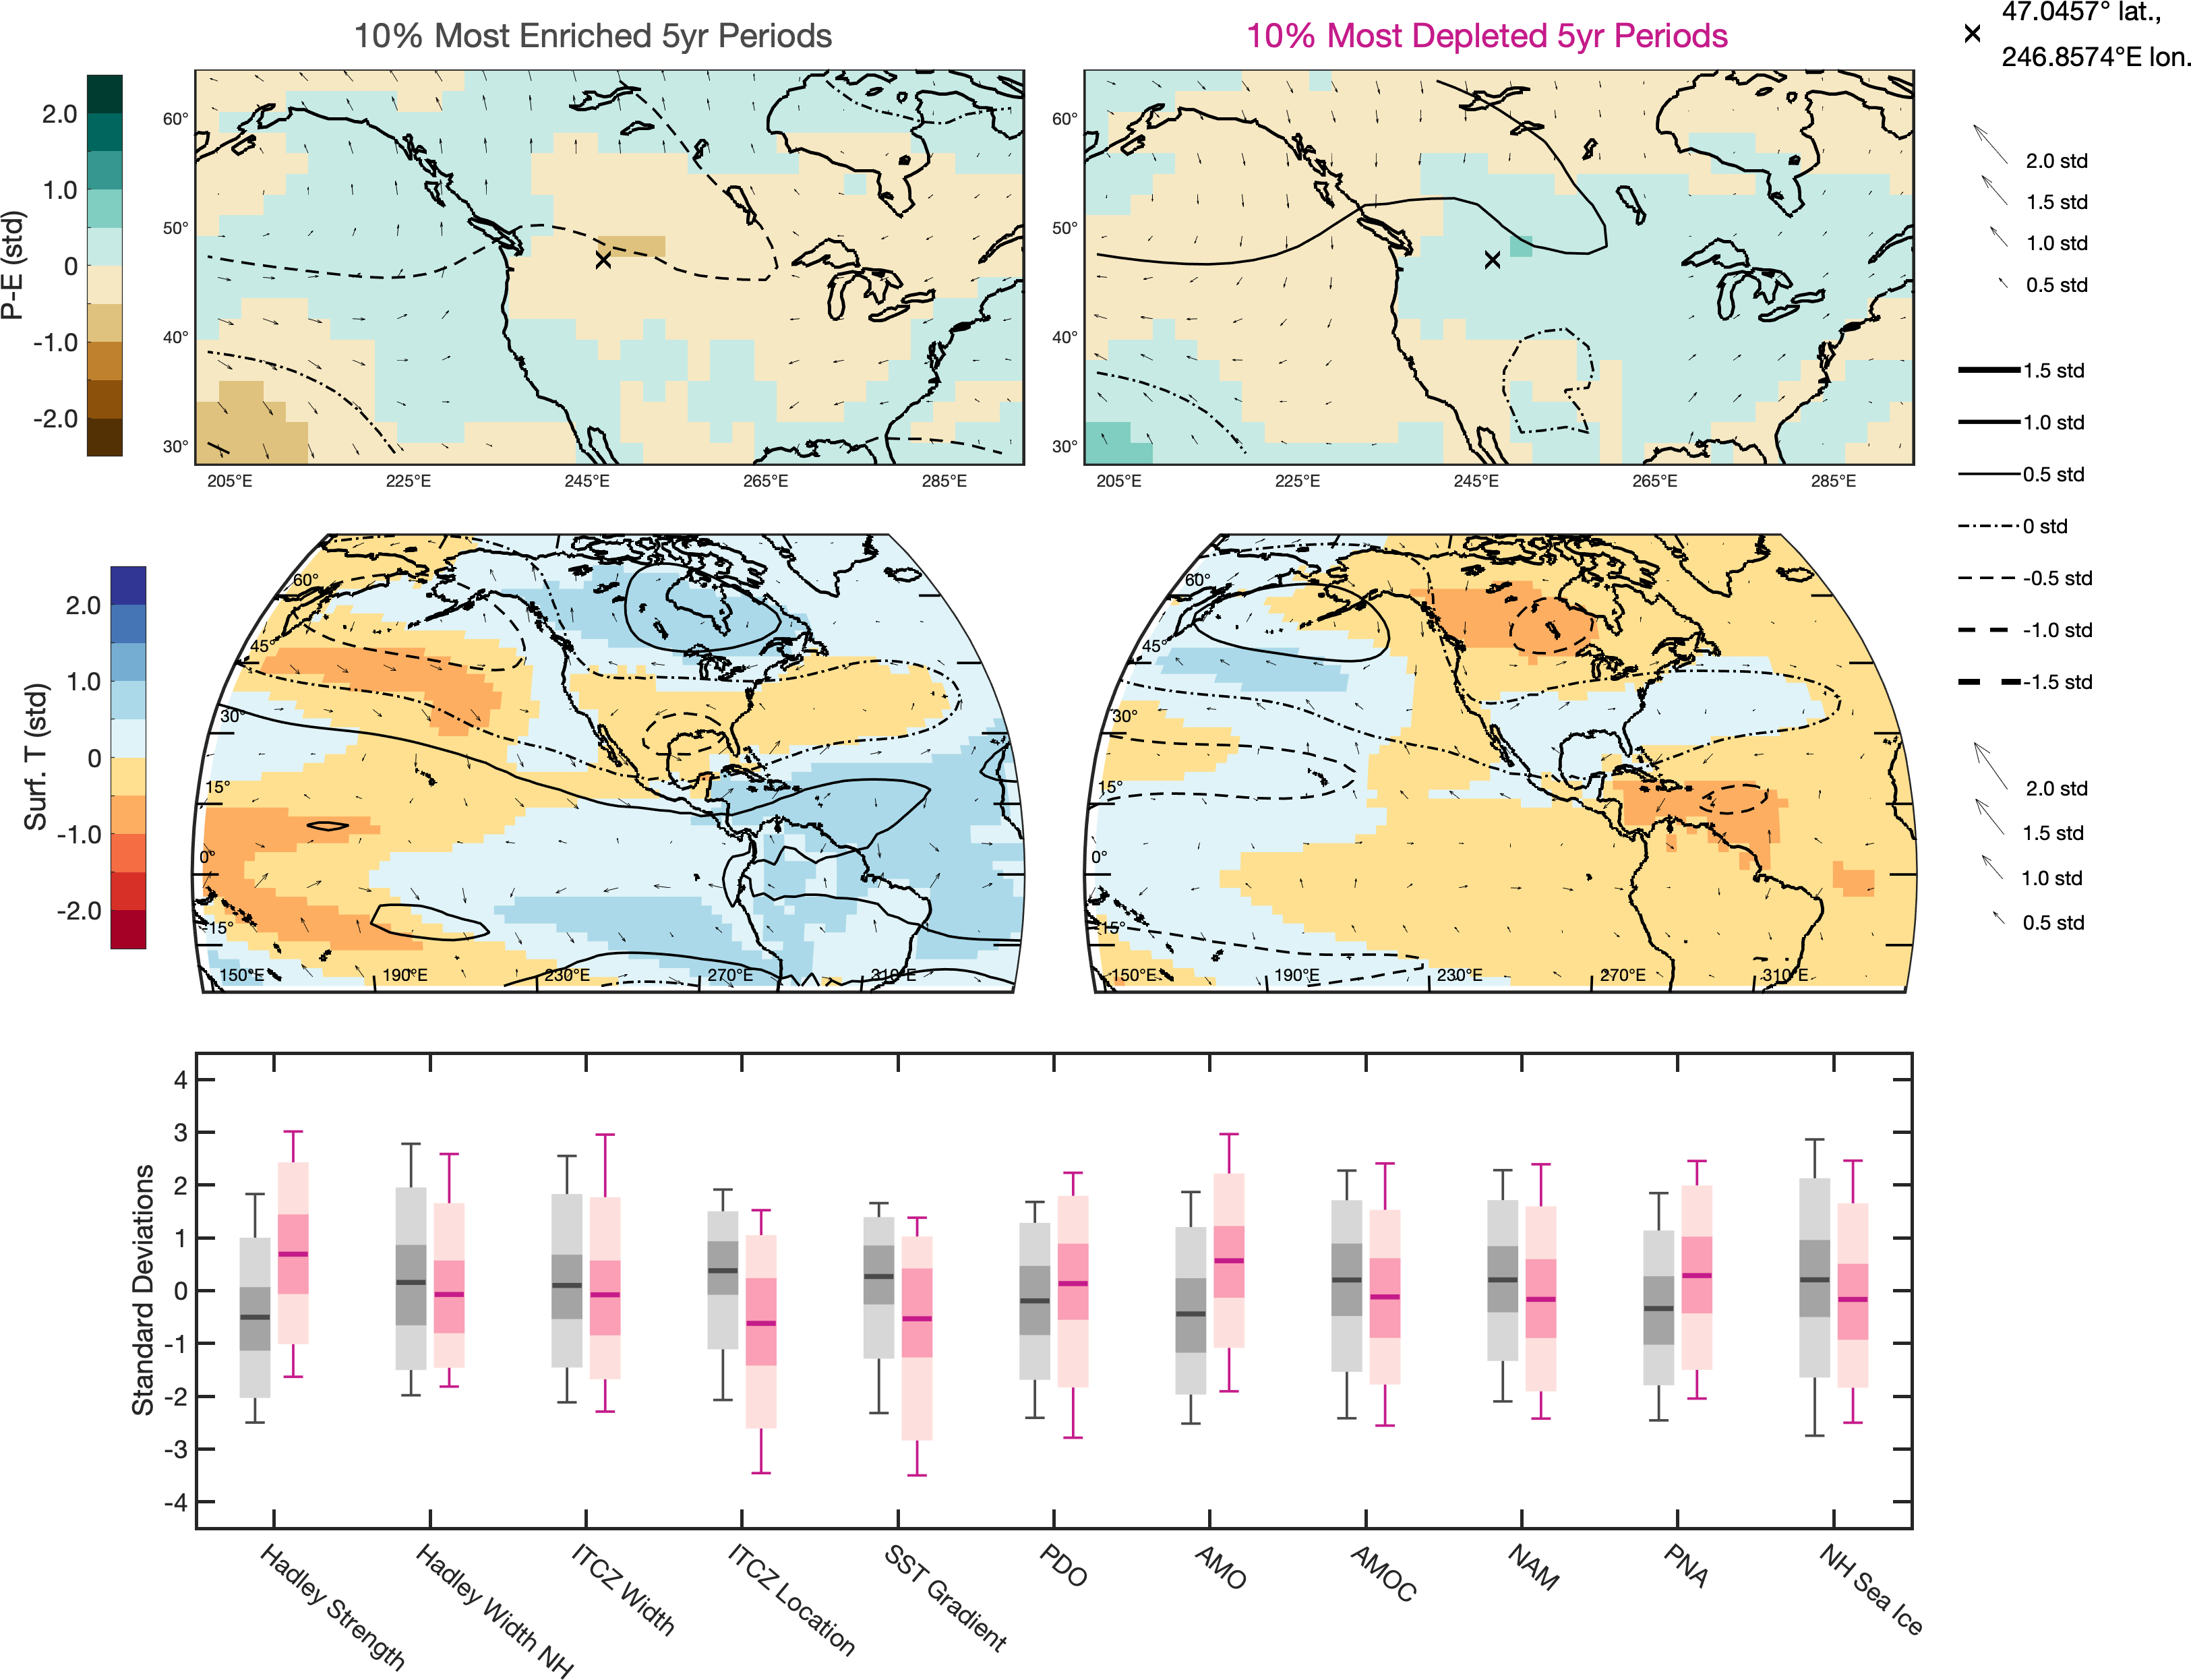 10% Most Enriched 5yr Periods
10% Most Depleted 5yr Periods
47.0457° lat.,
246.8574°E lon.
P-E (std)
2.0
1.0
0
-1.0
-2.0
60°
50°
40°
30°
205°E
225°E
245°E
265°E
285°E
60°
50°
40°
30°
205°E
225°E
245°E
265°E
285°E
2.0 std
1.5 std
1.0 std
0.5 std
1.5 std
1.0 std
0.5 std
0 std
-0.5 std
-1.0 std
-1.5 std
Surf. T (std)
2.0
1.0
0
-1.0
-2.0
60°
45°
30°
15°
0°
-15°
150°E
190°E
230°E
270°E
310°E
60°
45°
30°
15°
0°
-15°
150°E
190°E
230°E
270°E
310°E
2.0 std
1.5 std
1.0 std
0.5 std
Standard Deviations
4
3
2
1
0
-1
-2
-3
-4
Hadley Strength
Hadley Width NH
ITCZ Width
ITCZ Location
SST Gradient
PDO
AMO
AMOC
NAM
PNA
NH Sea Ice